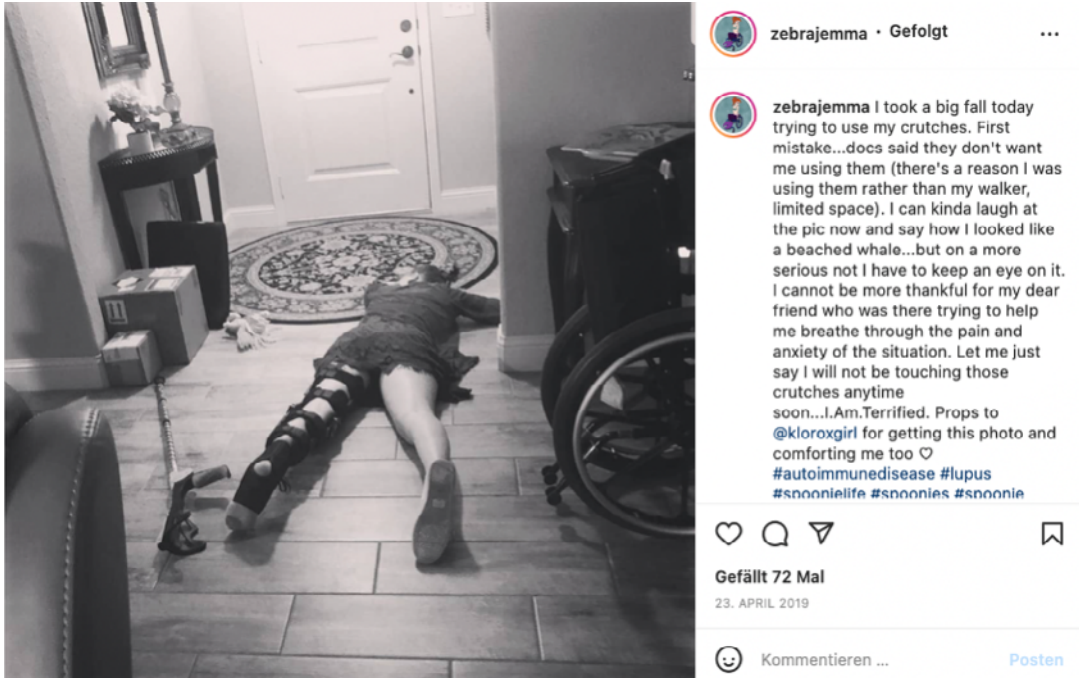 zebrajemma • Gefolgt
zebrajemma I took a big fall today
trying to use my crutches. First
mistake...docs said they don't want
me using them (there's a reason I was
using them rather than my walker,
limited space). I can kinda laugh at
the pic now and say how I looked like
a beached whale...but on a more
serious not I have to keep an eye on it.
I cannot be more thankful for my dear
friend who was there trying to help
me breathe through the pain and
anxiety of the situation. Let me just
say I will not be touching those
crutches anytime
soon...I.Am.Terrified. Props to
@kloroxgirl for getting this photo and
comforting me too ♡
#autoimmunedisease #lupus
#spoonielife #spoonies #spoonie
Gefällt 72 Mal
23. APRIL 2019
Kommentieren ...
Posten